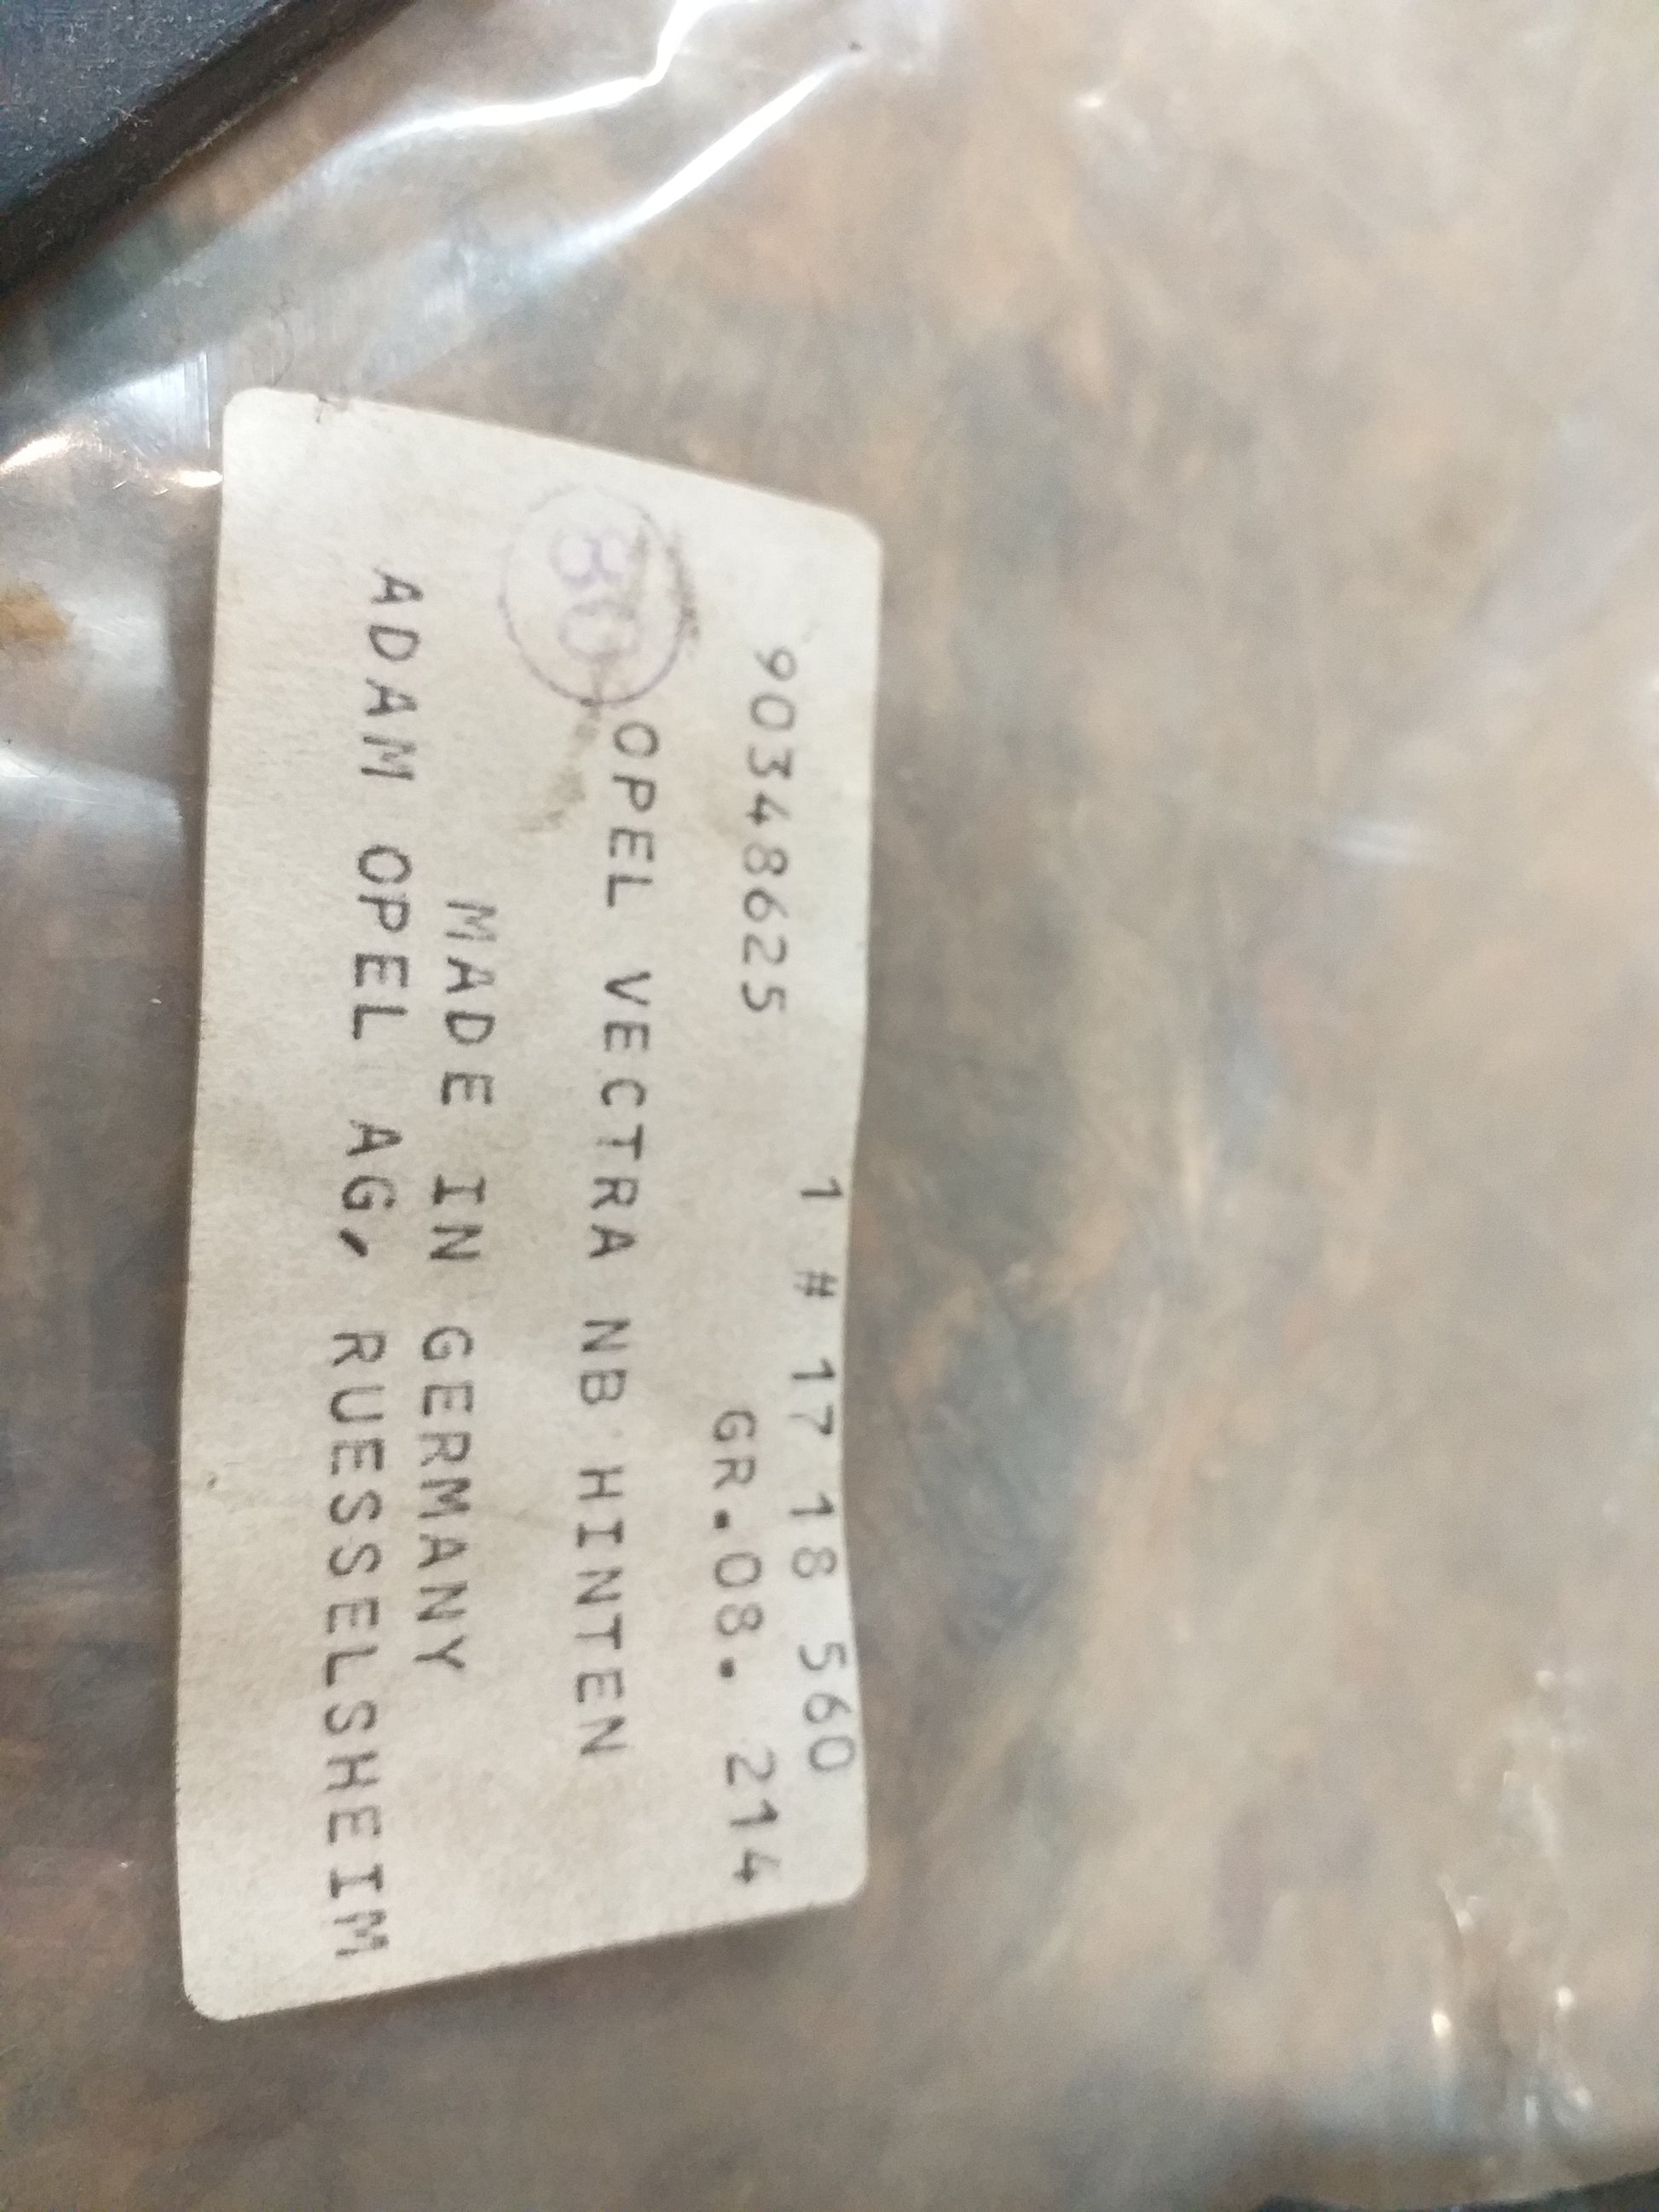 1 # 17 18 560
90348625 GR.08. 214
OPEL VECTRA NB HINTEN
80
MADE IN GERMANY
ADAM OPEL AG, RUESSELSHEIM